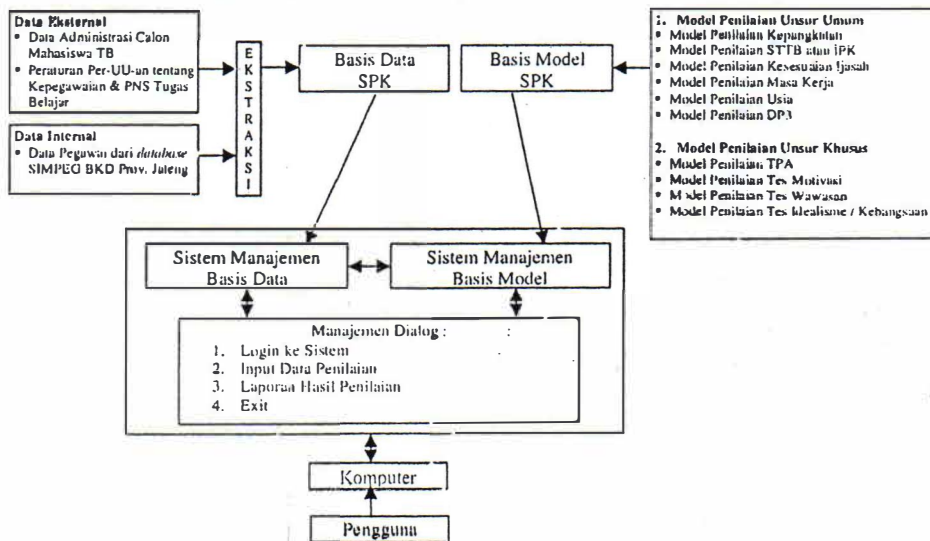 Data Eksternal
• Data Administrasi Calon
Mahasiswa TB
• Peraturan Per-UU-an tentang
Kepegawaian & PNS Tugas
Belajar
Data Internal
• Data Pegawai dari database
SIMPEG BKD Prov. Jateng
E
K
S
T
R
A
K
S
I
Basis Data
SPK
Basis Model
SPK
1. Model Penilaian Unsur Umum
• Model Penilaian Kepangkatan
• Model Penilaian STTB atau IPK
• Model Penilaian Kesesuaian Ijasah
• Model Penilaian Masa Kerja
• Model Penilaian Usia
• Model Penilaian DP3
2. Model Penilaian Unsur Khusus
• Model Penilaian TPA
• Model Penilaian Tes Motivasi
• Model Penilaian Tes Wawasan
• Model Penilaian Tes Idealisme / Kebangsaan
Sistem Manajemen
Basis Data
Sistem Manajemen
Basis Model
Manajemen Dialog :
1. Login ke Sistem
2. Input Data Penilaian
3. Laporan Hasil Penilaian
4. Exit
Komputer
Pengguna